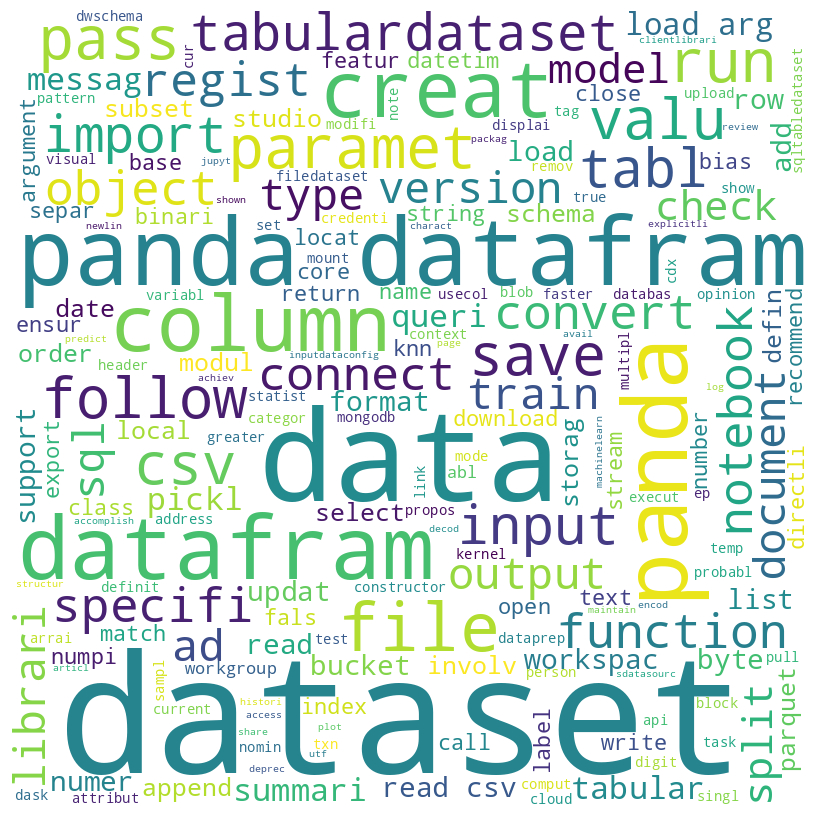 dwschema
pass
cur
tabulardataset
load arg
clientlibrari
messag
regist
featur
datetim
model
run
creat
pattern
note
close
upload
row
subset
studio
modifi
displai
tag
sqltabledataset
argument
import
paramet
valu
add
packag
review
visual
base
jupyt
load
remov
tabl
bias
object
shown
filedataset
type
version
true
show
separ
binari
credenti
string
schema
check
newlin
set
locat
charact
explicitli
panda
datafram
mount
core
cdx
date
variabl
return
name
usecol
blob
faster
databas
opinion
ensur
column
queri
context
convert
defin
recommend
predict
inputdataconfig
page
order
header
modul
knn
connect
save
multipl
panda
notebook
log
follow
achiev
statist
format
train
categor
mongodb
download
support
export
sql
local
greater
link
mode
abl
storag
stream
machinelearn
number
document
directli
csv
data
class
pickl
select
propos
input
execut
ep
accomplish
address
decod
datafram
kernel
temp
structur
definit
updat
constructor
output
probabl
specifi
file
open
text
maintain
encod
list
librari
arrai
match
fals
ad
read
test
dataprep
function
numpi
articl
workgroup
bucket
involv
workspac
person
sdatasourc
byte
pull
sampl
current
histori
index
dataset
block
split
parquet
access
share
plot
nomin
txn
utf
call
label
write
api
task
numer
deprec
digit
dask
attribut
append
summari
read csv
comput
cloud
tabular
singl